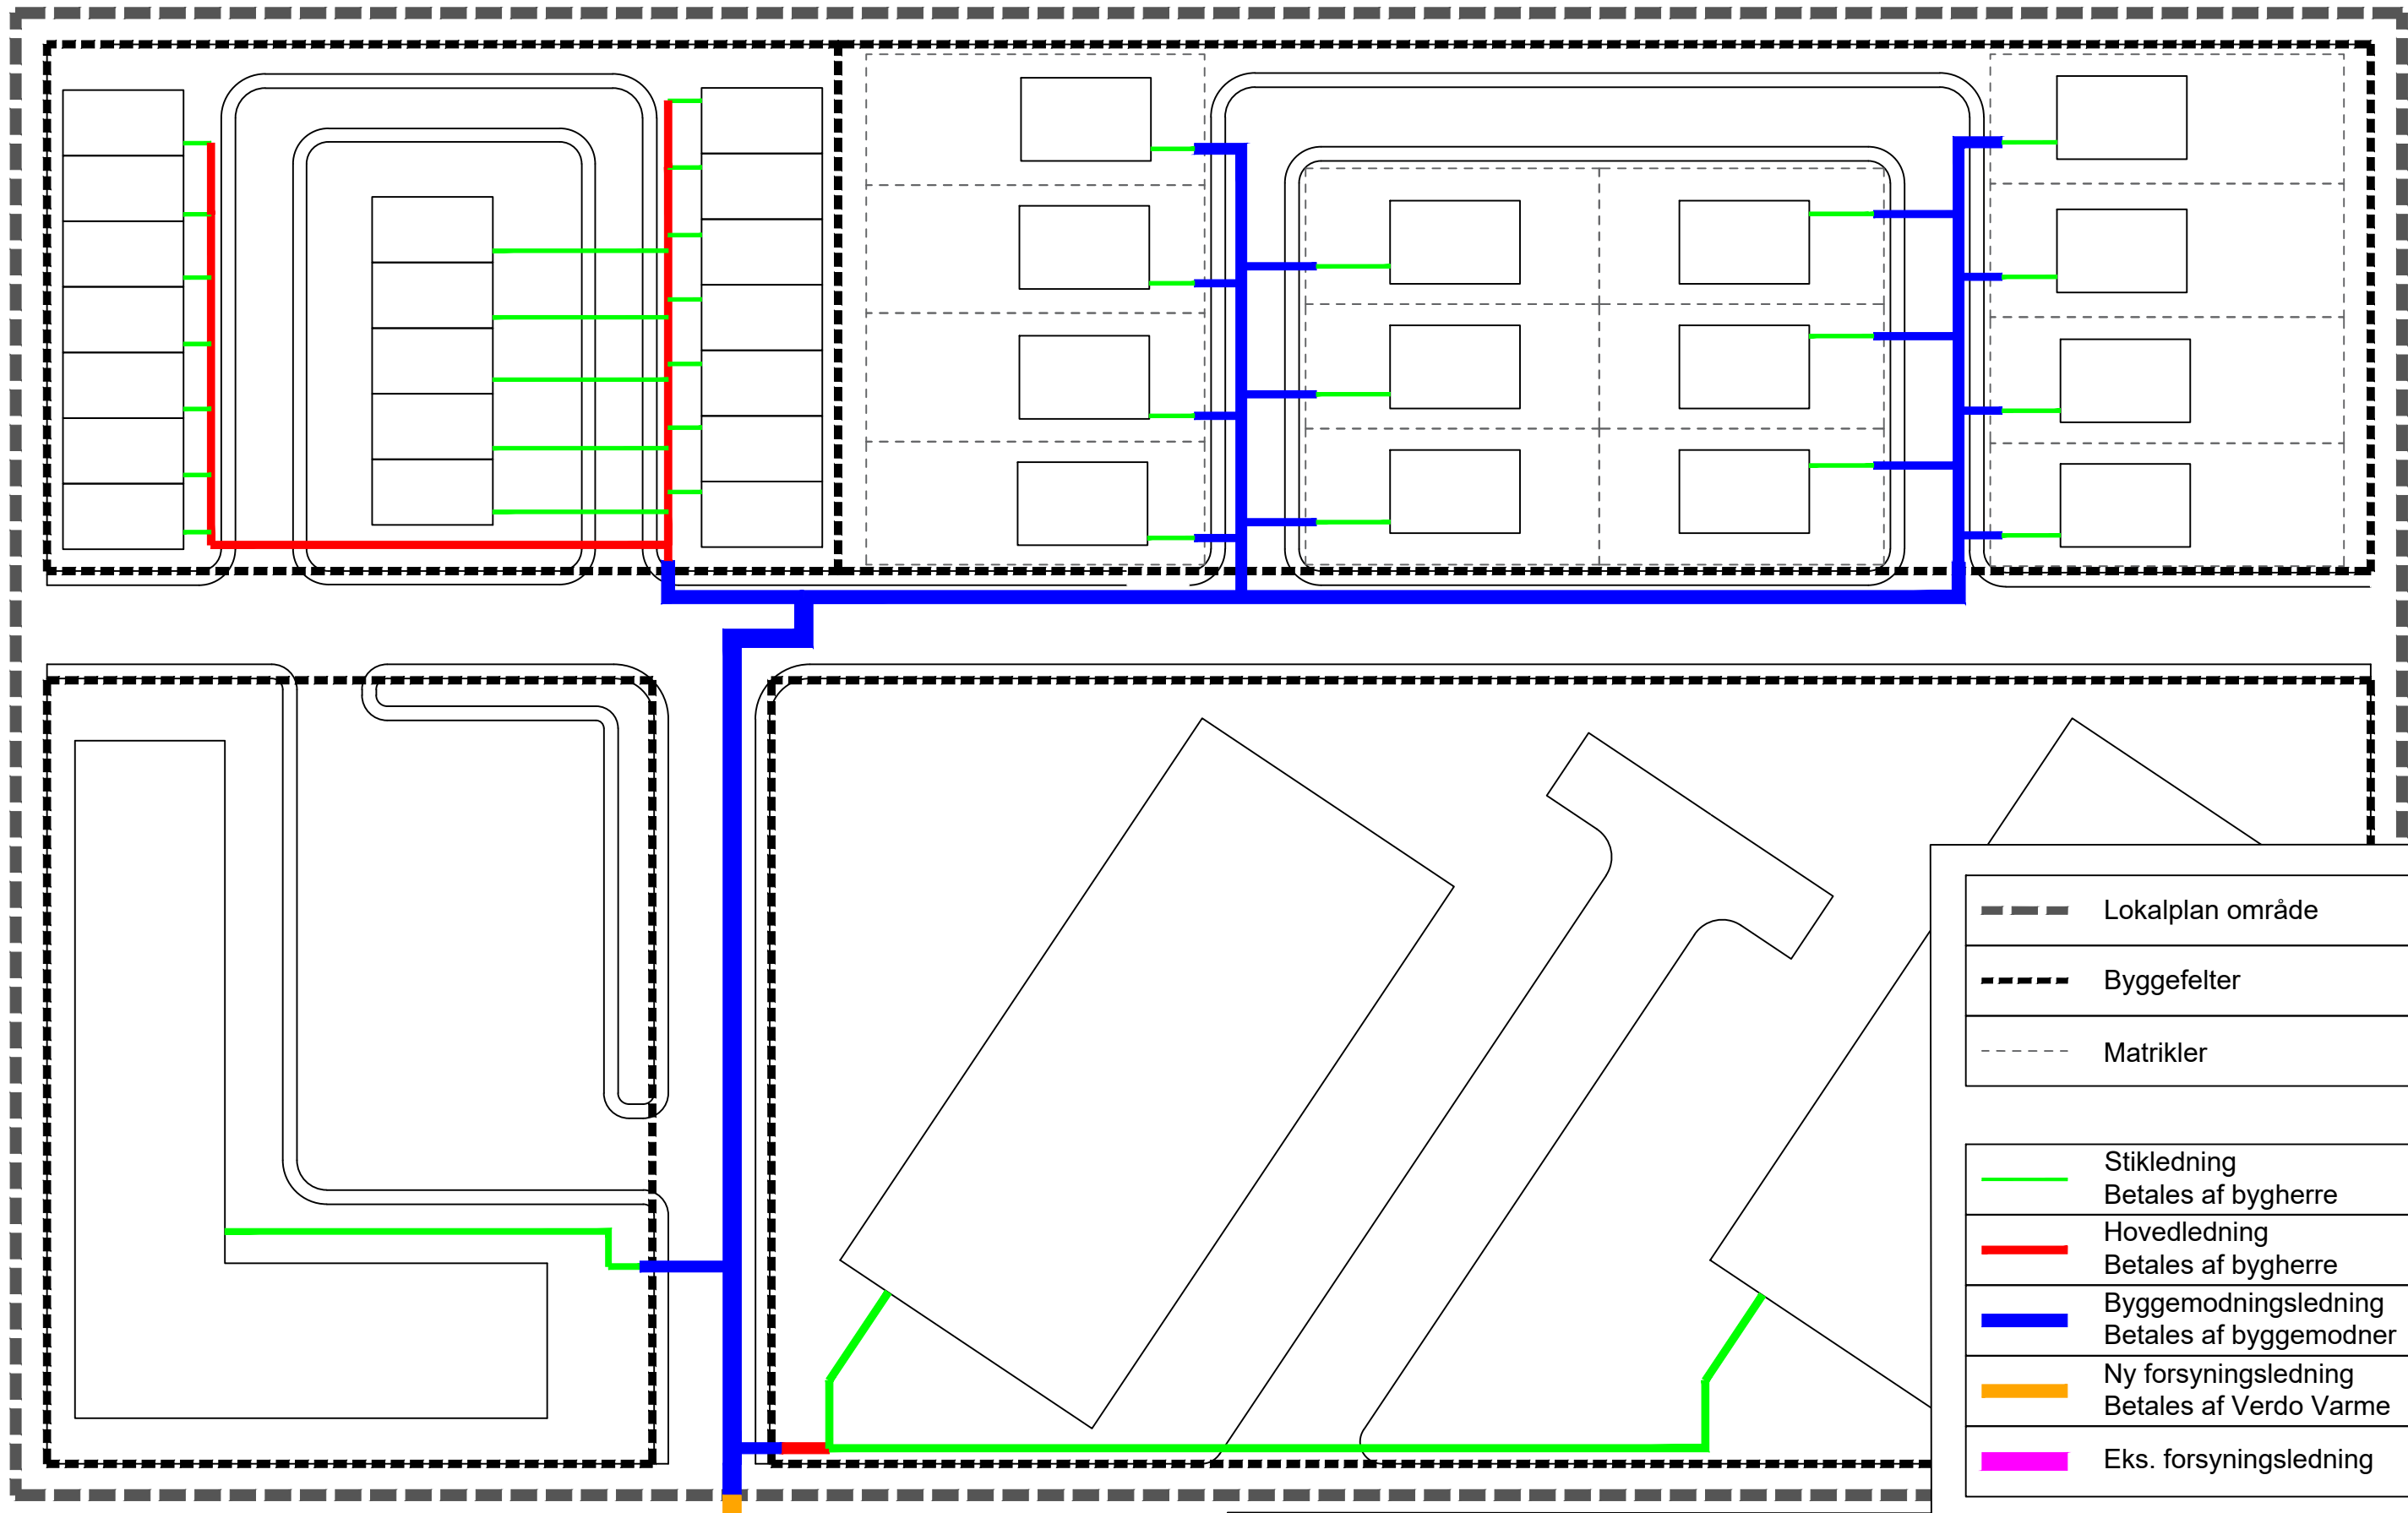 Lokalplan område
Byggefelter
Matrikler
Stikledning
Betales af bygherre
Hovedledning
Betales af bygherre
Byggemodningsledning
Betales af byggemodner
Ny forsyningsledning
Betales af Verdo Varme
Eks. forsyningsledning